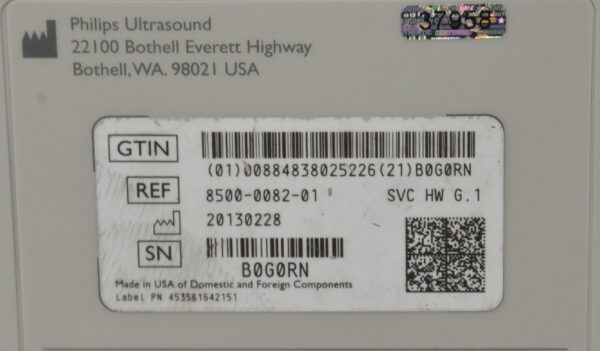 Philips Ultrasound
22100 Bothell Everett Highway
Bothell, WA. 98021 USA
37958
GTIN
(01)00884838025226(21)B0G0RN
REF
8500-0082-01
SVC HW G.1
20130228
SN
B0G0RN
Made in USA of Domestic and Foreign Components
Label PN 453561642151